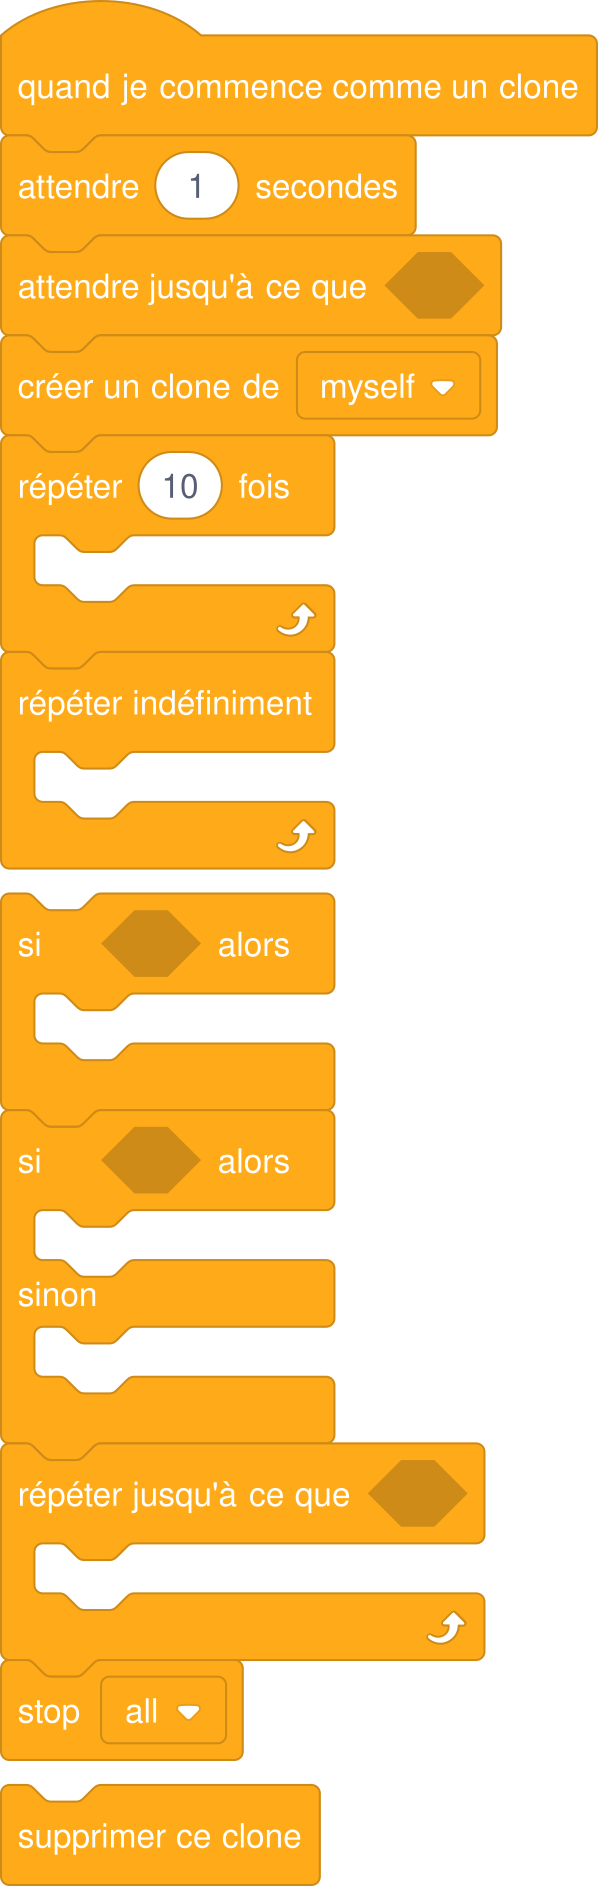 quand je commence comme un clone
attendre 1 secondes
attendre jusqu'à ce que
créer un clone de myself
répéter 10 fois
répéter indéfiniment
si alors
si alors
sinon
répéter jusqu'à ce que
stop all
supprimer ce clone